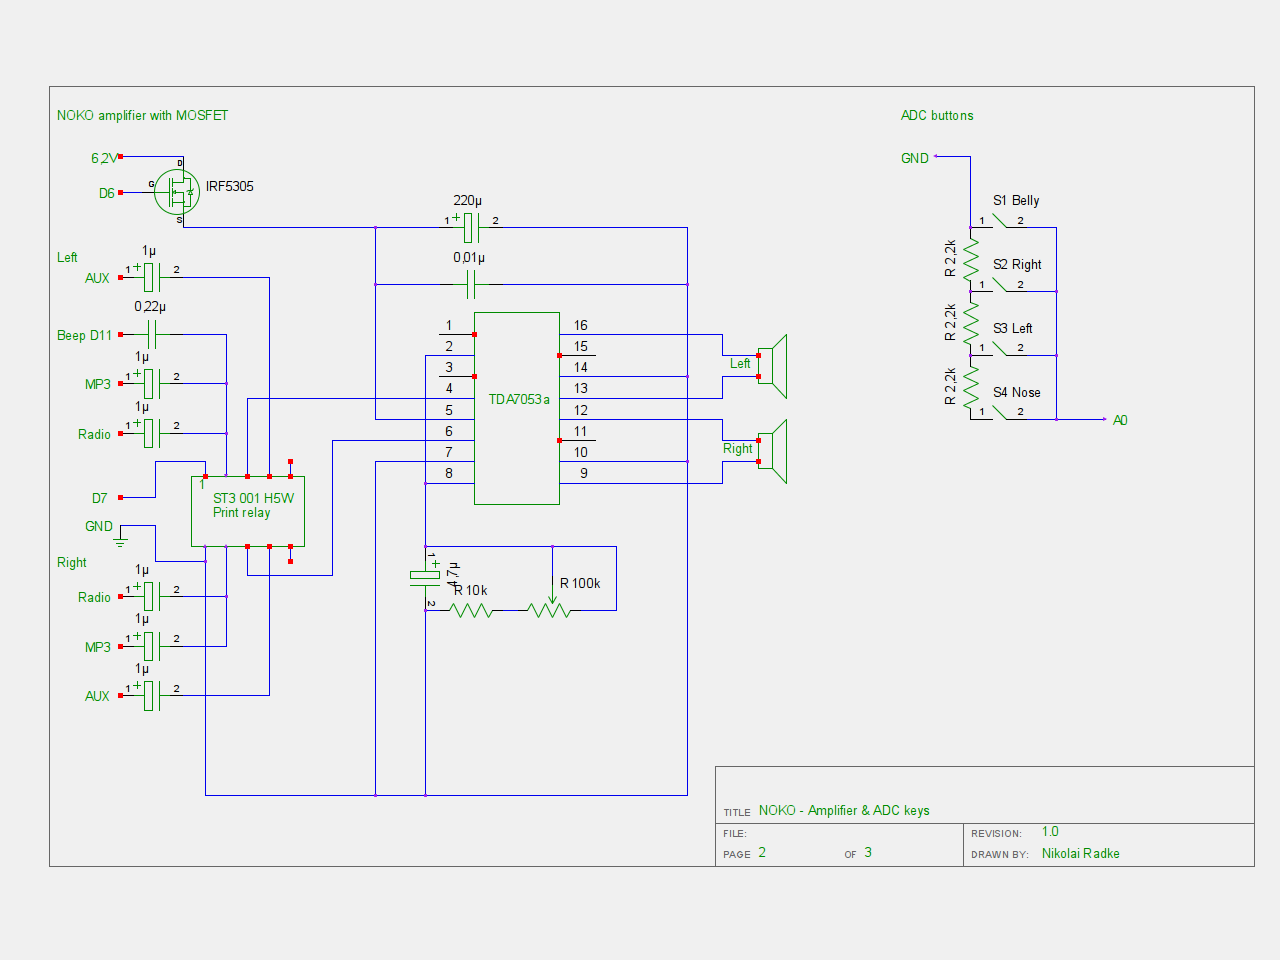 NOKO amplifier with MOSFET
ADC buttons
6,2V
D
G
IRF5305
D6
S
GND
S1 Belly
1 2
R 2,2k
S2 Right
1 2
R 2,2k
S3 Left
1 2
R 2,2k
S4 Nose
1 2
A0
220µ
1 + 2
0,01µ
Left
1µ
AUX 1 + 2
0,22µ
Beep D11
1µ
MP3 1 + 2
1µ
Radio 1 + 2
D7
1
ST3 001 H5W
Print relay
GND
Right
1µ
Radio 1 + 2
1µ
MP3 1 + 2
1µ
AUX 1 + 2
1 16
2 15
3 14
4 13
TDA7053a
5 12
6 11
7 10
8 9
Left
Right
1 +
4,7µ
2
R 10k
R 100k
TITLE NOKO - Amplifier & ADC keys
FILE:
REVISION: 1.0
PAGE 2 OF 3
DRAWN BY: Nikolai Radke